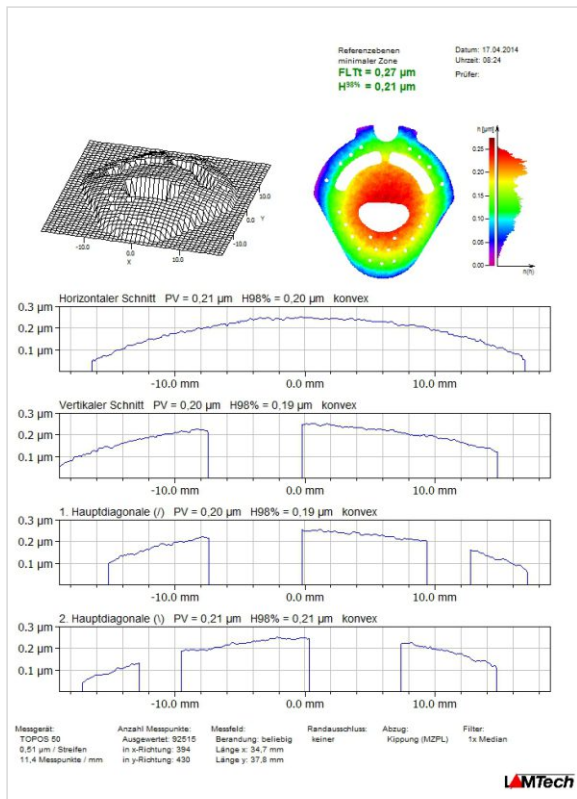 Referenzebenen
minimaler Zone
FLTt = 0,27 µm
H98% = 0,21 µm
Datum: 17.04.2014
Uhrzeit: 08:24
Prüfer:
10.0
Y
0.0
-10.0
-10.0
0.0
10.0
X
n [µm]
0.25
0.20
0.15
0.10
0.05
0.00
n(h)
Horizontaler Schnitt PV = 0,21 µm H98% = 0,20 µm konvex
0.3 µm
0.2 µm
0.1 µm
-10.0 mm 0.0 mm 10.0 mm
Vertikaler Schnitt PV = 0,20 µm H98% = 0,19 µm konvex
0.3 µm
0.2 µm
0.1 µm
-10.0 mm 0.0 mm 10.0 mm
1. Hauptdiagonale (/) PV = 0,20 µm H98% = 0,19 µm konvex
0.3 µm
0.2 µm
0.1 µm
-10.0 mm 0.0 mm 10.0 mm
2. Hauptdiagonale (\) PV = 0,21 µm H98% = 0,21 µm konvex
0.3 µm
0.2 µm
0.1 µm
-10.0 mm 0.0 mm 10.0 mm
Messgerät:
TOPOS 50
0,51 µm / Streifen
11,4 Messpunkte / mm
Anzahl Messpunkte:
Ausgewertet: 92515
in x-Richtung: 394
in y-Richtung: 430
Messfeld:
Berandung: beliebig
Länge x: 34,7 mm
Länge y: 37,8 mm
Randausschluss:
keiner
Abzug:
Kippung (MZPL)
Filter:
1x Median
LAMTech